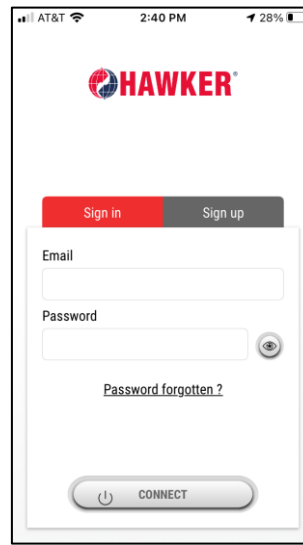 AT&T 2:40 PM 28%
HAWKER®
Sign in Sign up
Email
Password
Password forgotten ?
CONNECT